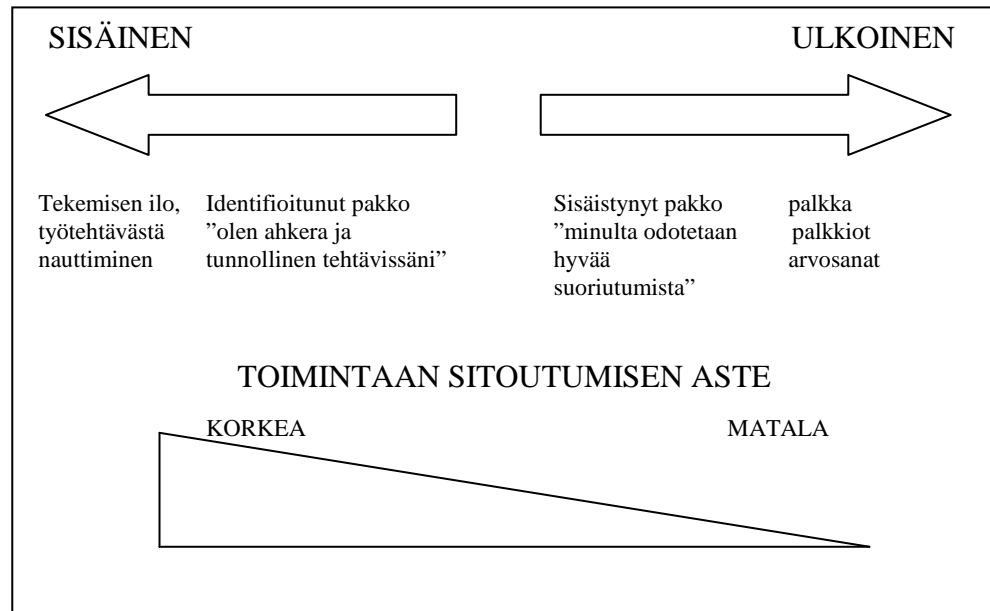 SISÄINEN
ULKOINEN
Tekemisen ilo,
työtehtävästä
nauttiminen
Identifioitunut pakko
”olen ahkera ja
tunnollinen tehtävissäni”
Sisäistynyt pakko
”minulta odotetaan
hyvää
suoriutumista”
palkka
palkkiot
arvosanat
TOIMINTAAN SITOUTUMISEN ASTE
KORKEA
MATALA